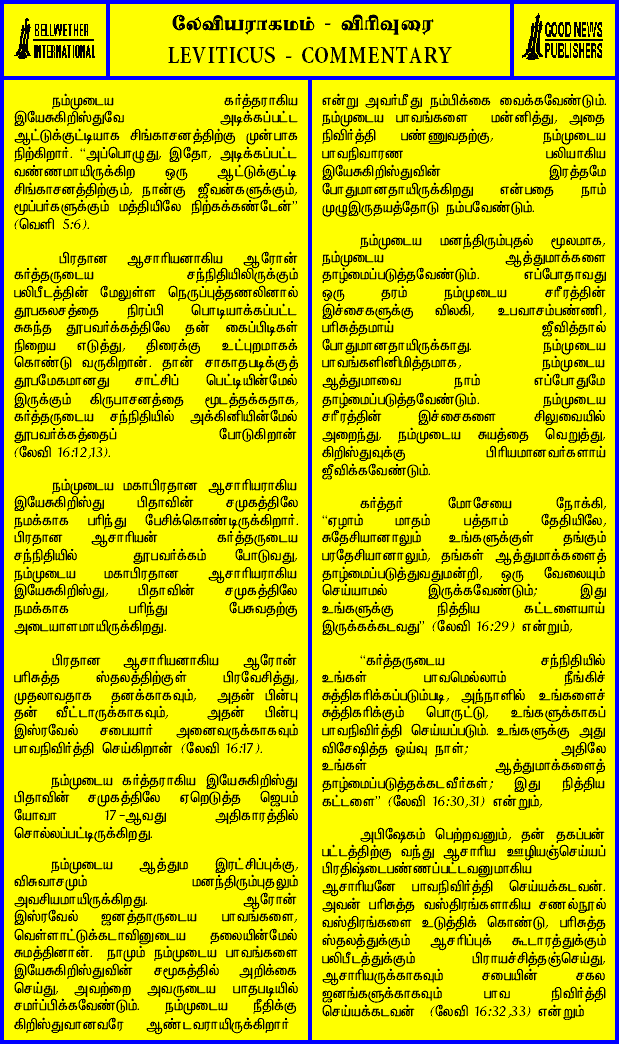 BELLWETHER
INTERNATIONAL
லேவியராகமம் - விரிவுரை
LEVITICUS - COMMENTARY
GOOD NEWS
PUBLISHERS
நம்முடைய கர்த்தராகிய
இயேசுகிறிஸ்துவே அடிக்கப்பட்ட
ஆட்டுக்குட்டியாக சிங்காசனத்திற்கு முன்பாக
நிற்கிறார். “அப்பொழுது, இதோ, அடிக்கப்பட்ட
வண்ணமாயிருக்கிற ஒரு ஆட்டுக்குட்டி
சிங்காசனத்திற்கும், நான்கு ஜீவன்களுக்கும்,
மூப்பர்களுக்கும் மத்தியிலே நிற்கக்கண்டேன்”
(வெளி 5:6).
பிரதான ஆசாரியனாகிய ஆரோன்
கர்த்தருடைய சந்நிதியிலிருக்கும்
பலிபீடத்தின் மேலுள்ள நெருப்புத்தணலினால்
தூபகலசத்தை நிரப்பி பொடியாக்கப்பட்ட
சுகந்த தூபவர்க்கத்திலே தன் கைப்பிடிகள்
நிறைய எடுத்து, திரைக்கு உட்புறமாகக்
கொண்டு வருகிறான். தான் சாகாதபடிக்குத்
தூபமேகமானது சாட்சிப் பெட்டியின்மேல்
இருக்கும் கிருபாசனத்தை மூடத்தக்கதாக,
கர்த்தருடைய சந்நிதியில் அக்கினியின்மேல்
தூபவர்க்கத்தைப் போடுகிறான்
(லேவி 16:12,13).
நம்முடைய மகாபிரதான ஆசாரியராகிய
இயேசுகிறிஸ்து பிதாவின் சமுகத்திலே
நமக்காக பரிந்து பேசிக்கொண்டிருக்கிறார்.
பிரதான ஆசாரியன் கர்த்தருடைய
சந்நிதியில் தூபவர்க்கம் போடுவது,
நம்முடைய மகாபிரதான ஆசாரியராகிய
இயேசுகிறிஸ்து, பிதாவின் சமுகத்திலே
நமக்காக பரிந்து பேசுவதற்கு
அடையாளமாயிருக்கிறது.
பிரதான ஆசாரியனாகிய ஆரோன்
பரிசுத்த ஸ்தலத்திற்குள் பிரவேசித்து,
முதலாவதாக தனக்காகவும், அதன் பின்பு
தன் வீட்டாருக்காகவும், அதன் பின்பு
இஸ்ரவேல் சபையார் அனைவருக்காகவும்
பாவநிவிர்த்தி செய்கிறான் (லேவி 16:17).
நம்முடைய கர்த்தராகிய இயேசுகிறிஸ்து
பிதாவின் சமுகத்திலே ஏறெடுத்த ஜெபம்
யோவா 17-ஆவது அதிகாரத்தில்
சொல்லப்பட்டிருக்கிறது.
நம்முடைய ஆத்தும இரட்சிப்புக்கு,
விசுவாசமும் மனந்திரும்புதலும்
அவசியமாயிருக்கிறது. ஆரோன்
இஸ்ரவேல் ஜனத்தாருடைய பாவங்களை,
வெள்ளாட்டுக்கடாவினுடைய தலையின்மேல்
சுமத்தினான். நாமும் நம்முடைய பாவங்களை
இயேசுகிறிஸ்துவின் சமூகத்தில் அறிக்கை
செய்து, அவற்றை அவருடைய பாதபடியில்
சமர்ப்பிக்கவேண்டும். நம்முடைய நீதிக்கு
கிறிஸ்துவானவரே ஆண்டவராயிருக்கிறார்
என்று அவர்மீது நம்பிக்கை வைக்கவேண்டும்.
நம்முடைய பாவங்களை மன்னித்து, அதை
நிவிர்த்தி பண்ணுவதற்கு, நம்முடைய
பாவநிவாரண பலியாகிய
இயேசுகிறிஸ்துவின் இரத்தமே
போதுமானதாயிருக்கிறது என்பதை நாம்
முழுஇருதயத்தோடு நம்பவேண்டும்.
நம்முடைய மனந்திரும்புதல் மூலமாக,
நம்முடைய ஆத்துமாக்களை
தாழ்மைப்படுத்தவேண்டும். எப்போதாவது
ஒரு தரம் நம்முடைய சரீரத்தின்
இச்சைகளுக்கு விலகி, உபவாசம்பண்ணி,
பரிசுத்தமாய் ஜீவித்தால்
போதுமானதாயிருக்காது. நம்முடைய
பாவங்களினிமித்தமாக, நம்முடைய
ஆத்துமாவை நாம் எப்போதுமே
தாழ்மைப்படுத்தவேண்டும். நம்முடைய
சரீரத்தின் இச்சைகளை சிலுவையில்
அறைந்து, நம்முடைய சுயத்தை வெறுத்து,
கிறிஸ்துவுக்கு பிரியமானவர்களாய்
ஜீவிக்கவேண்டும்.
கர்த்தர் மோசேயை நோக்கி,
“ஏழாம் மாதம் பத்தாம் தேதியிலே,
சுதேசியானாலும் உங்களுக்குள் தங்கும்
பரதேசியானாலும், தங்கள் ஆத்துமாக்களைத்
தாழ்மைப்படுத்துவதுமன்றி, ஒரு வேலையும்
செய்யாமல் இருக்கவேண்டும்; இது
உங்களுக்கு நித்திய கட்டளையாய்
இருக்கக்கடவது” (லேவி 16:29) என்றும்,
“கர்த்தருடைய சந்நிதியில்
உங்கள் பாவமெல்லாம் நீங்கிச்
சுத்திகரிக்கப்படும்படி, அந்நாளில் உங்களைச்
சுத்திகரிக்கும் பொருட்டு, உங்களுக்காகப்
பாவநிவிர்த்தி செய்யப்படும். உங்களுக்கு அது
விசேஷித்த ஓய்வு நாள்; அதிலே
உங்கள் ஆத்துமாக்களைத்
தாழ்மைப்படுத்தக்கடவீர்கள்; இது நித்திய
கட்டளை” (லேவி 16:30,31) என்றும்,
அபிஷேகம் பெற்றவனும், தன் தகப்பன்
பட்டத்திற்கு வந்து ஆசாரிய ஊழியஞ்செய்யப்
பிரதிஷ்டைபண்ணப்பட்டவனுமாகிய
ஆசாரியனே பாவநிவிர்த்தி செய்யக்கடவன்.
அவன் பரிசுத்த வஸ்திரங்களாகிய சணல்நூல்
வஸ்திரங்களை உடுத்திக் கொண்டு, பரிசுத்த
ஸ்தலத்துக்கும் ஆசரிப்புக் கூடாரத்துக்கும்
பலிபீடத்துக்கும் பிராயச்சித்தஞ்செய்து,
ஆசாரியருக்காகவும் சபையின் சகல
ஜனங்களுக்காகவும் பாவ நிவிர்த்தி
செய்யக்கடவன் (லேவி 16:32,33) என்றும்